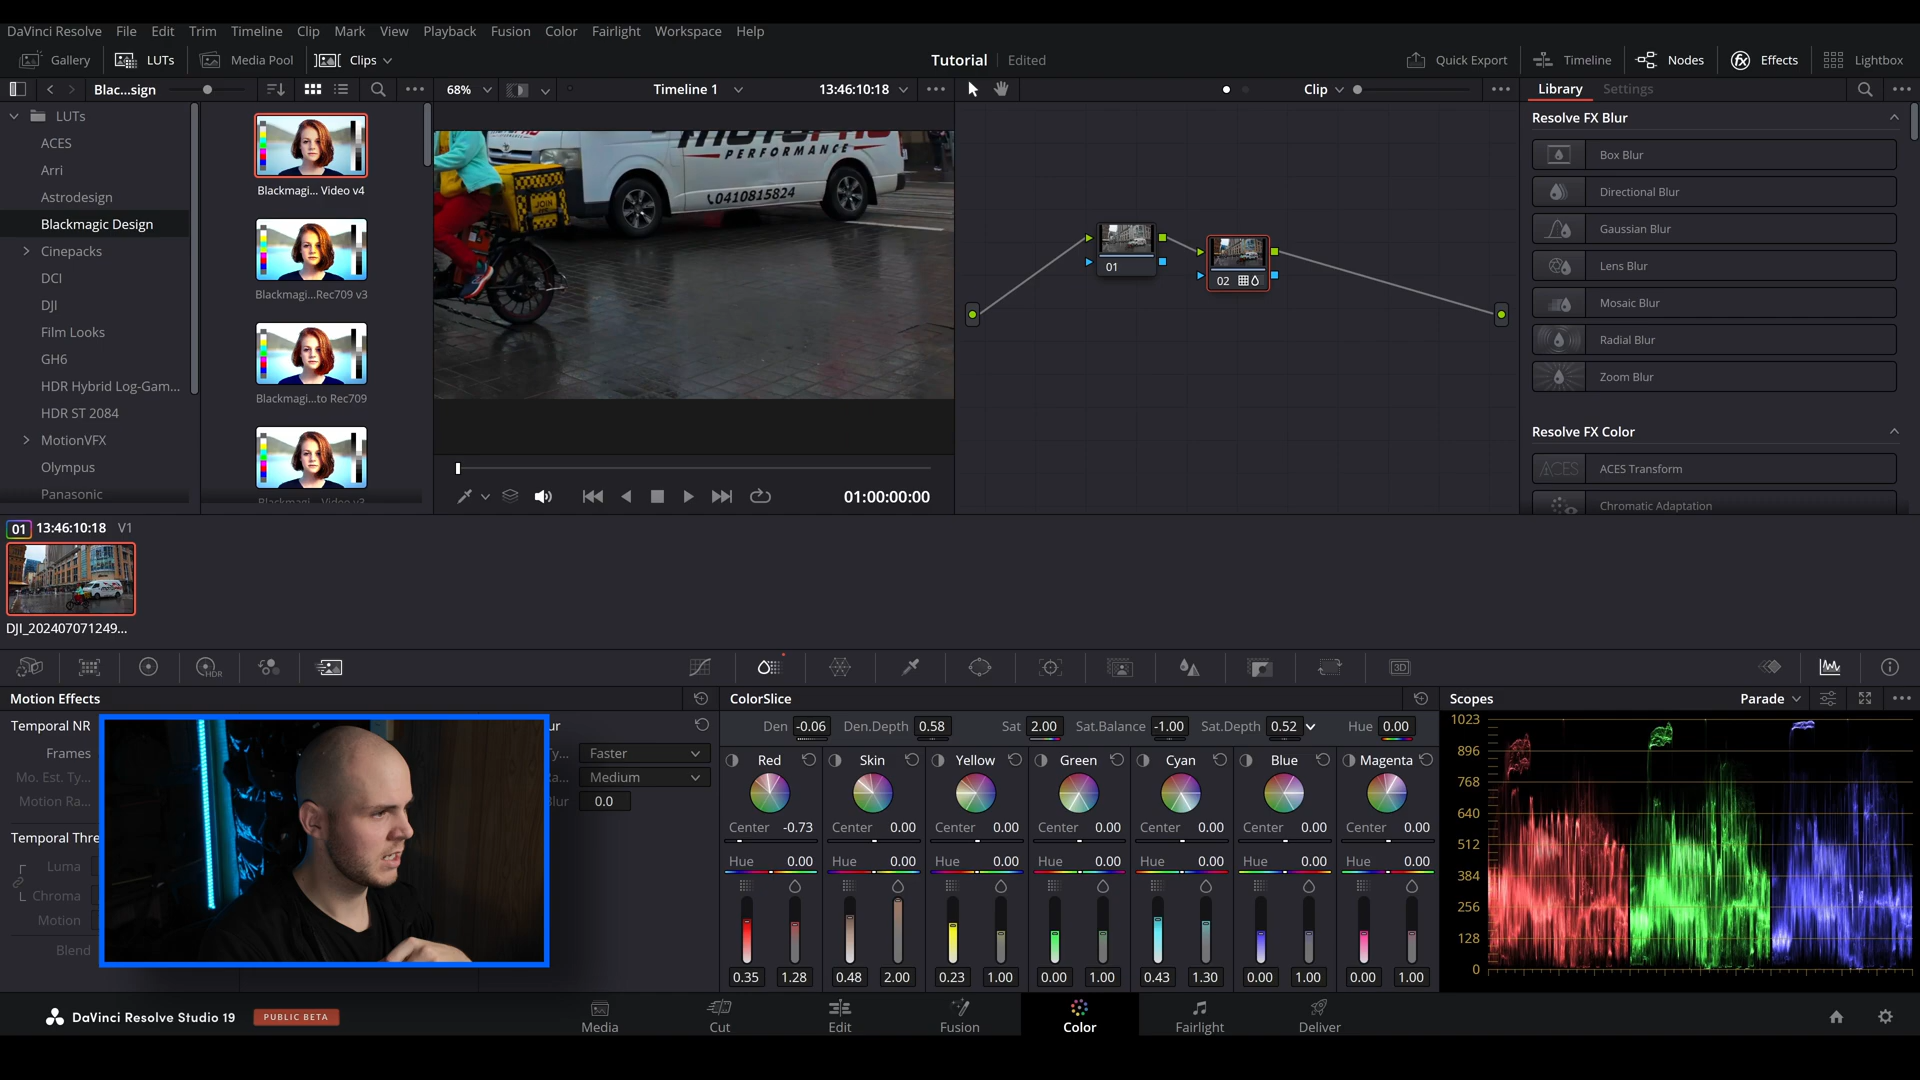 DaVinci Resolve File Edit Trim Timeline Clip Mark View Playback Fusion Color Fairlight Workspace Help
Gallery LUTs Media Pool Clips Tutorial Edited Quick Export Timeline Nodes Effects Lightbox
Blac...sign 68% Timeline 1 13:46:10:18 Clip Library Settings
LUTs
ACES
Arri
Astrodesign
Blackmagic Design
Cinepacks
DCI
DJI
Film Looks
GH6
HDR Hybrid Log-Gam...
HDR ST 2084
MotionVFX
Olympus
Panasonic
Blackmagi... Video v4
Blackmagi...Rec709 v3
Blackmagi...to Rec709
Blackmagi... Video v3
PERFORMANCE
0410815824
JOIN
01
02
01:00:00:00
Resolve FX Blur
Box Blur
Directional Blur
Gaussian Blur
Lens Blur
Mosaic Blur
Radial Blur
Zoom Blur
Resolve FX Color
ACES ACES Transform
Chromatic Adaptation
01 13:46:10:18 V1
DJI_202407071249...
HDR
3D
Motion Effects
Temporal NR
Frames
Mo. Est. Ty...
Motion Ra...
Temporal Thre
Luma
Chroma
Motion
Blend
ur
y... Faster
a... Medium
lur 0.0
ColorSlice
Den -0.06 Den.Depth 0.58 Sat 2.00 Sat.Balance -1.00 Sat.Depth 0.52 Hue 0.00
Red Skin Yellow Green Cyan Blue Magenta
Center -0.73 Center 0.00 Center 0.00 Center 0.00 Center 0.00 Center 0.00 Center 0.00
Hue 0.00 Hue 0.00 Hue 0.00 Hue 0.00 Hue 0.00 Hue 0.00 Hue 0.00
0.35 1.28 0.48 2.00 0.23 1.00 0.00 1.00 0.43 1.30 0.00 1.00 0.00 1.00
Scopes Parade
1023
896
768
640
512
384
256
128
0
DaVinci Resolve Studio 19 PUBLIC BETA
Media Cut Edit Fusion Color Fairlight Deliver